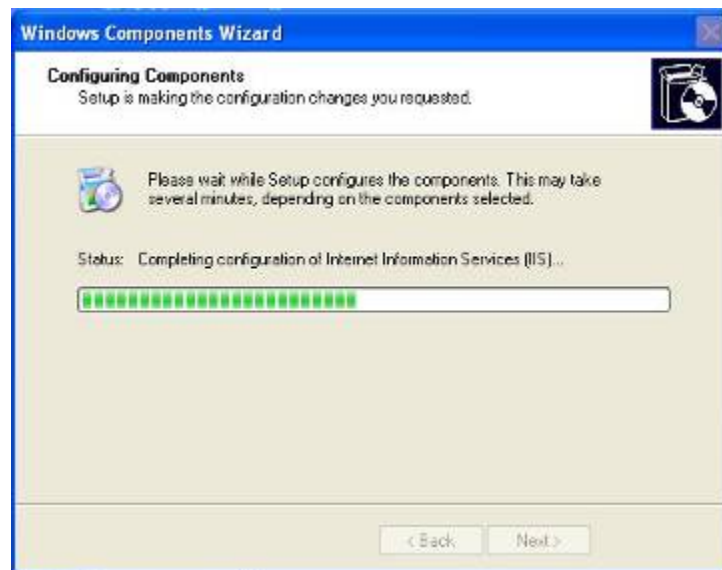 Windows Components Wizard
Configuring Components
Setup is making the configuration changes you requested.
Please wait while Setup configures the components. This may take
several minutes, depending on the components selected.
Status: Completing configuration of Internet Information Services (IIS)...
< Back Next >